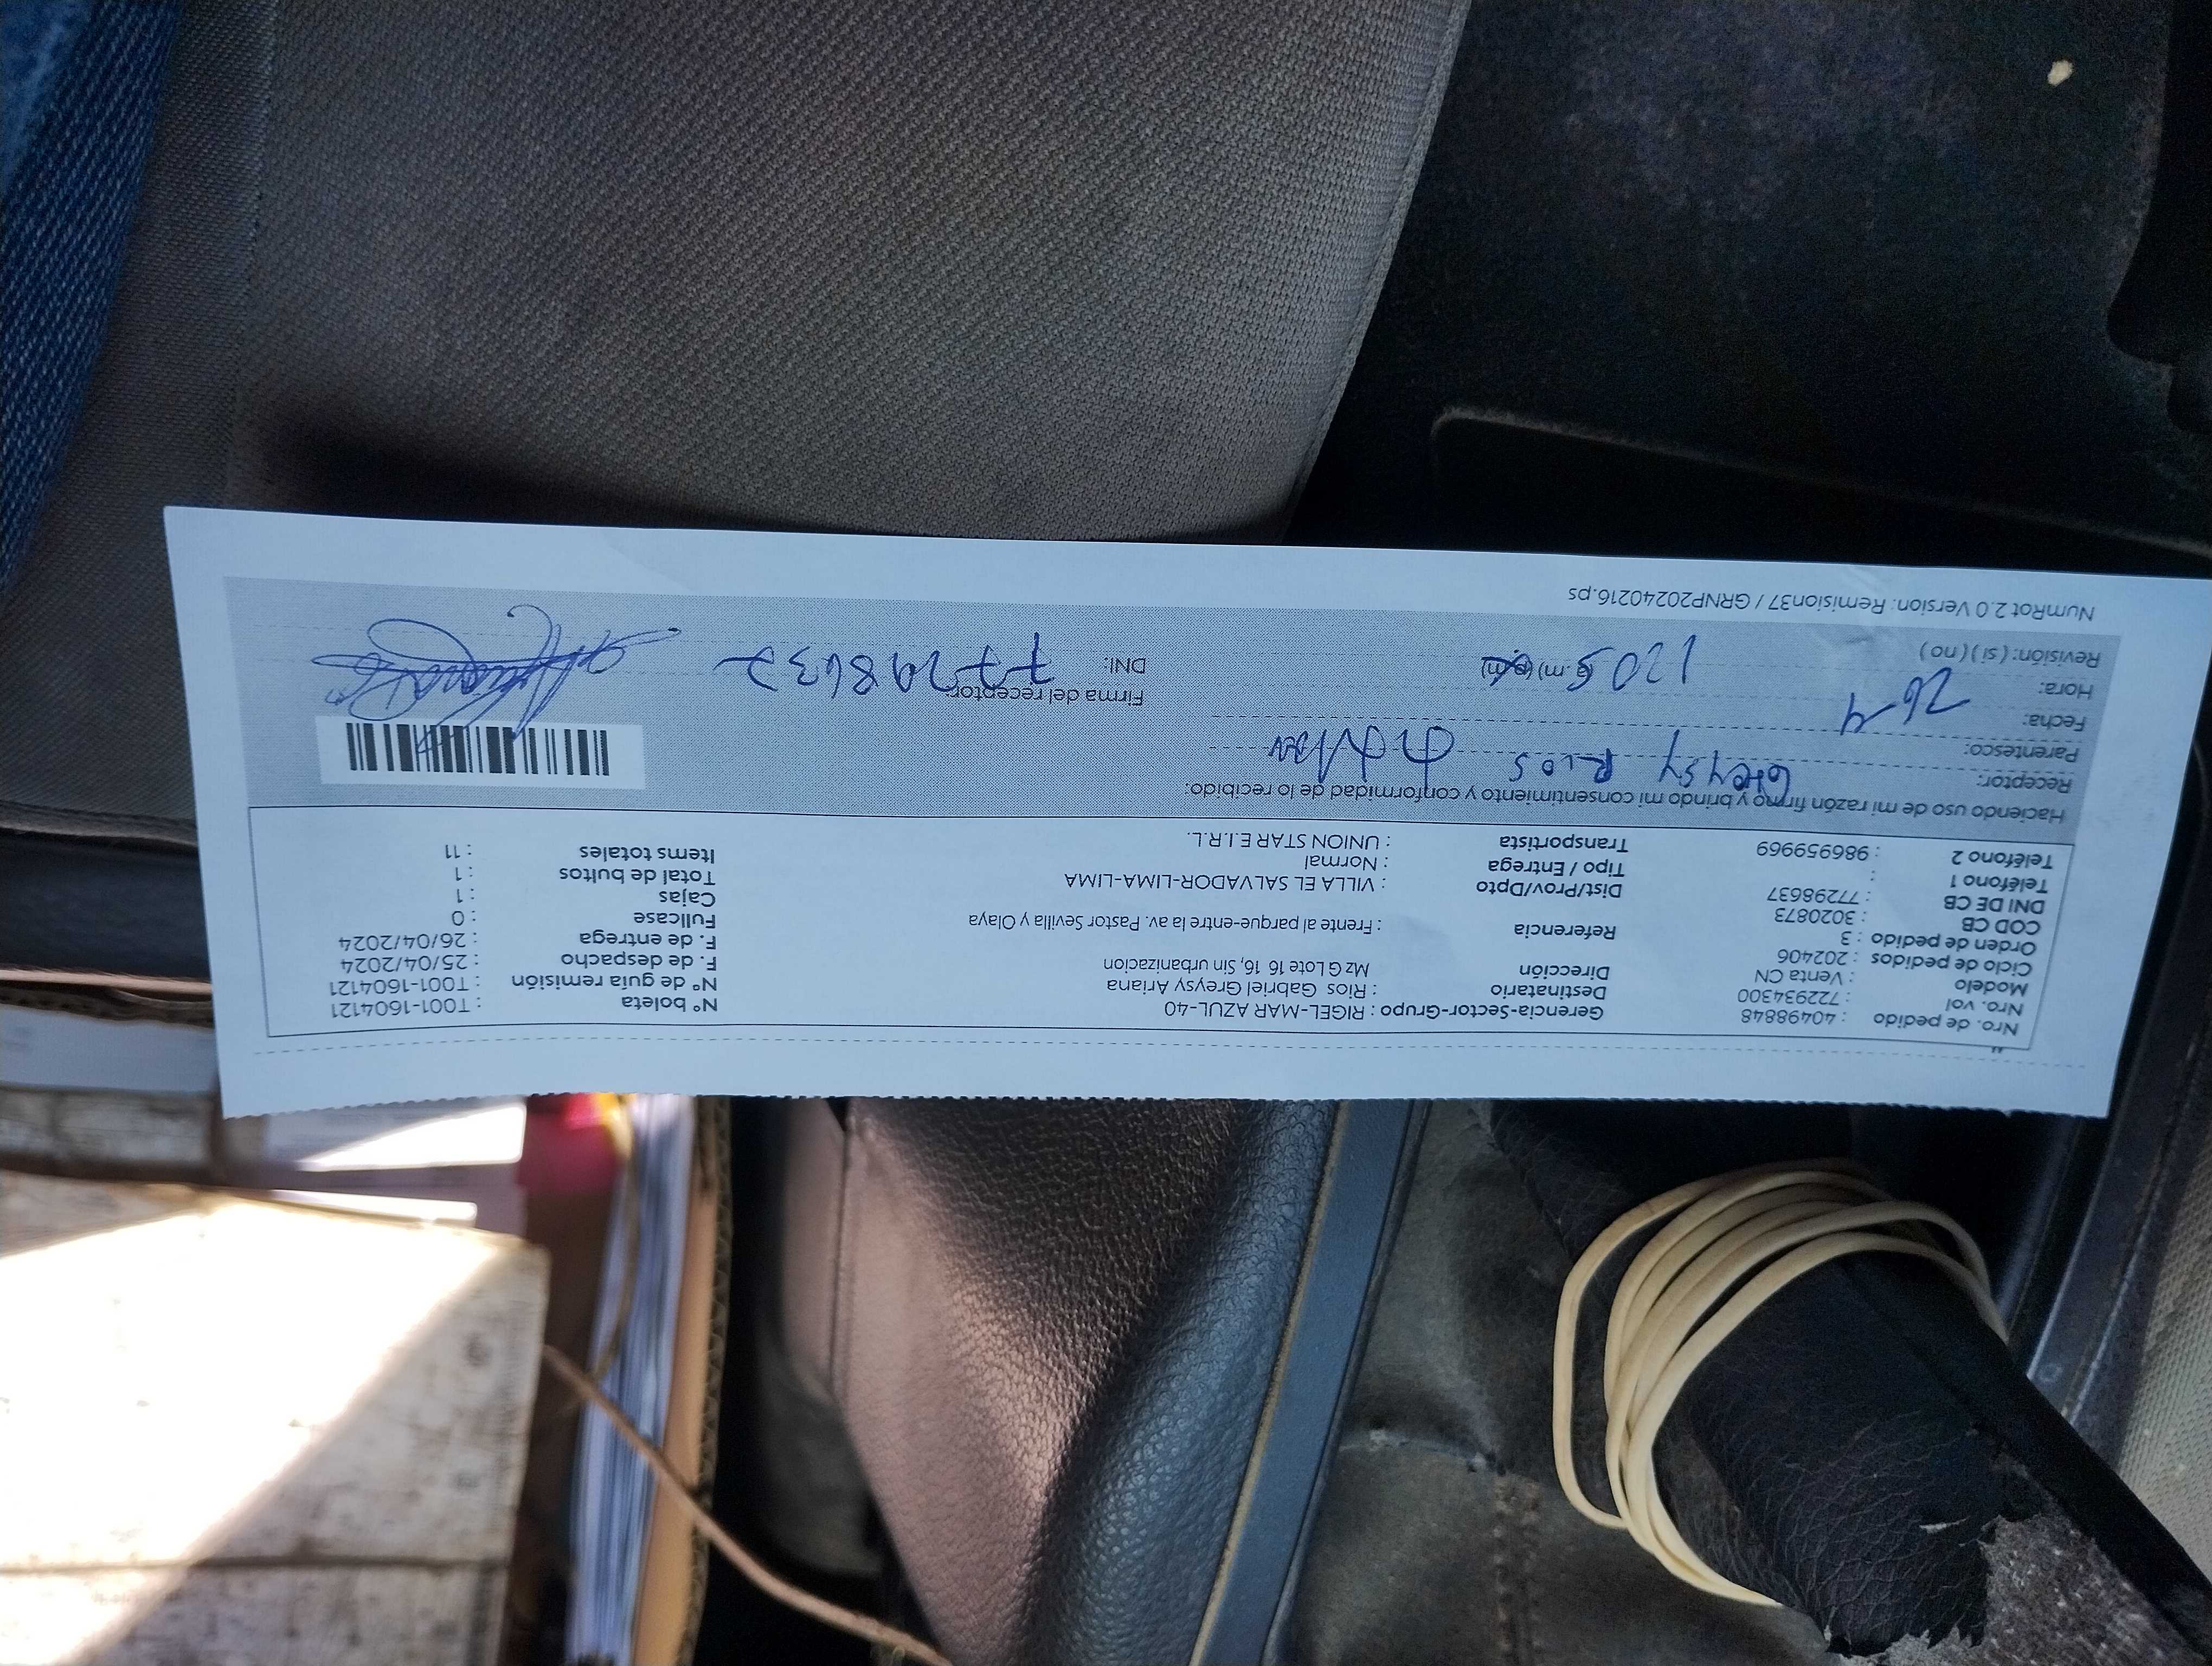 Nro. de pedido : 40498848
Nro. vol : 722934300
Modelo : Venta CN
Ciclo de pedidos : 202406
Orden de pedido : 3
COD CB : 3020873
DNI DE CB : 77298637
Teléfono 1 :
Teléfono 2 : 986959969
Gerencia-Sector-Grupo : RIGEL-MAR AZUL-40
Destinatario : Rios Gabriel Greysy Ariana
Dirección Mz G Lote 16 16, Sin urbanizacion
Referencia : Frente al parque-entre la av. Pastor Sevilla y Olaya
Dist/Prov/Dpto : VILLA EL SALVADOR-LIMA-LIMA
Tipo / Entrega : Normal
Transportista : UNION STAR E.I.R.L.
N° boleta : T001-1604121
N° de guia remisión : T001-1604121
F. de despacho : 25/04/2024
F. de entrega : 26/04/2024
Fullcase : 0
Cajas : 1
Total de bultos : 1
Items totales : 11
Haciendo uso de mi razón firmo y brindo mi consentimiento y conformidad de lo recibido:
Receptor: Greysy Rios
Parentesco:
Fecha: 26 4
Hora: 1205
Revisión: ( si ) ( no )
Firma del receptor:
DNI: 77298637
NumRot 2.0 Version: Remision37 / GRNP20240216.ps